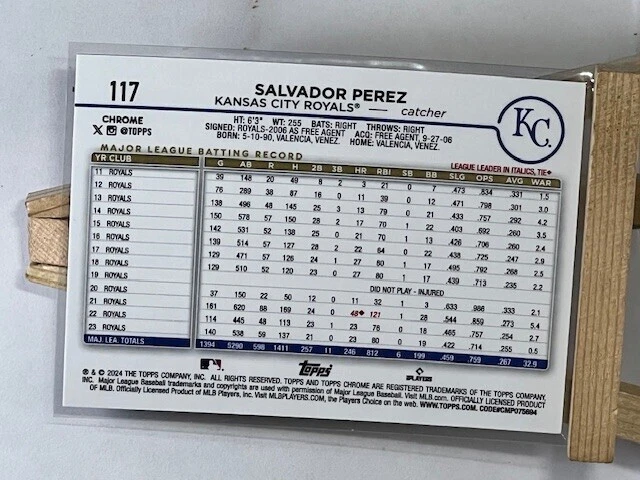 117
SALVADOR PEREZ
KANSAS CITY ROYALS® — catcher
KC
CHROME
X @TOPPS
HT: 6'3" WT: 255 BATS: RIGHT THROWS: RIGHT
SIGNED: ROYALS-2006 AS FREE AGENT ACQ: FREE AGENT, 9-27-06
BORN: 5-10-90, VALENCIA, VENEZ. HOME: VALENCIA, VENEZ.
MAJOR LEAGUE BATTING RECORD
LEAGUE LEADER IN ITALICS, TIE♦
YR CLUB G AB R H 2B 3B HR RBI SB BB SLG OPS AVG WAR
11 ROYALS 39 148 20 49 8 2 3 21 0 7 .473 .834 .331 1.5
12 ROYALS 76 289 38 87 16 0 11 39 0 12 .471 .798 .301 3.0
13 ROYALS 138 496 48 145 25 3 13 79 0 21 .433 .757 .292 4.2
14 ROYALS 150 578 57 150 28 2 17 70 1 22 .403 .692 .260 3.5
15 ROYALS 142 531 52 138 25 0 21 70 1 13 .426 .706 .260 2.4
16 ROYALS 139 514 57 127 28 2 22 64 0 22 .438 .725 .247 2.9
17 ROYALS 129 471 57 126 24 1 27 80 1 17 .495 .792 .268 2.5
18 ROYALS 129 510 52 120 23 0 27 80 1 17 .439 .713 .235 2.2
19 ROYALS DID NOT PLAY - INJURED
20 ROYALS 37 150 22 50 12 0 11 32 1 3 .633 .986 .333 2.1
21 ROYALS 161 620 88 169 24 0 48♦ 121 1 28 .544 .859 .273 5.4
22 ROYALS 114 445 48 113 23 1 23 76 0 18 .465 .757 .254 2.7
23 ROYALS 140 538 59 137 21 0 23 80 0 19 .422 .714 .255 0.5
MAJ. LEA. TOTALS 1394 5290 598 1411 257 11 246 812 6 199 .459 .759 .267 32.9
Topps
PLAYERS
® & © 2024 THE TOPPS COMPANY, INC. ALL RIGHTS RESERVED. TOPPS AND TOPPS CHROME ARE REGISTERED TRADEMARKS OF THE TOPPS COMPANY,
INC. Major League Baseball trademarks and copyrights are used with permission of Major League Baseball. Visit MLB.com. OFFICIALLY LICENSED PRODUCT
OF MLB PLAYERS, INC. Officially Licensed Product of MLB Players, Inc. Visit MLBPLAYERS.COM, the Players Choice on the web. WWW.TOPPS.COM. CODE#CMP075694